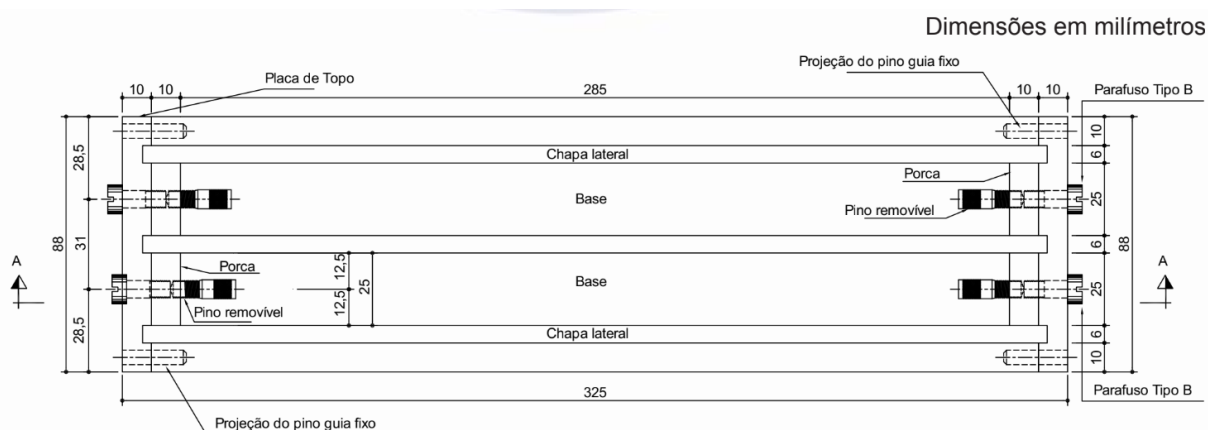 Dimensões em milímetros
Projeção do pino guia fixo
Placa de Topo
Parafuso Tipo B
10 10 285 10 10
28,5
31
28,5
88
Chapa lateral
Porca
Base
Pino removível
Porca
Base
12,5
12,5
25
Pino removível
Chapa lateral
A
A
10
6
25
6
25
6
10
88
325
Parafuso Tipo B
Projeção do pino guia fixo